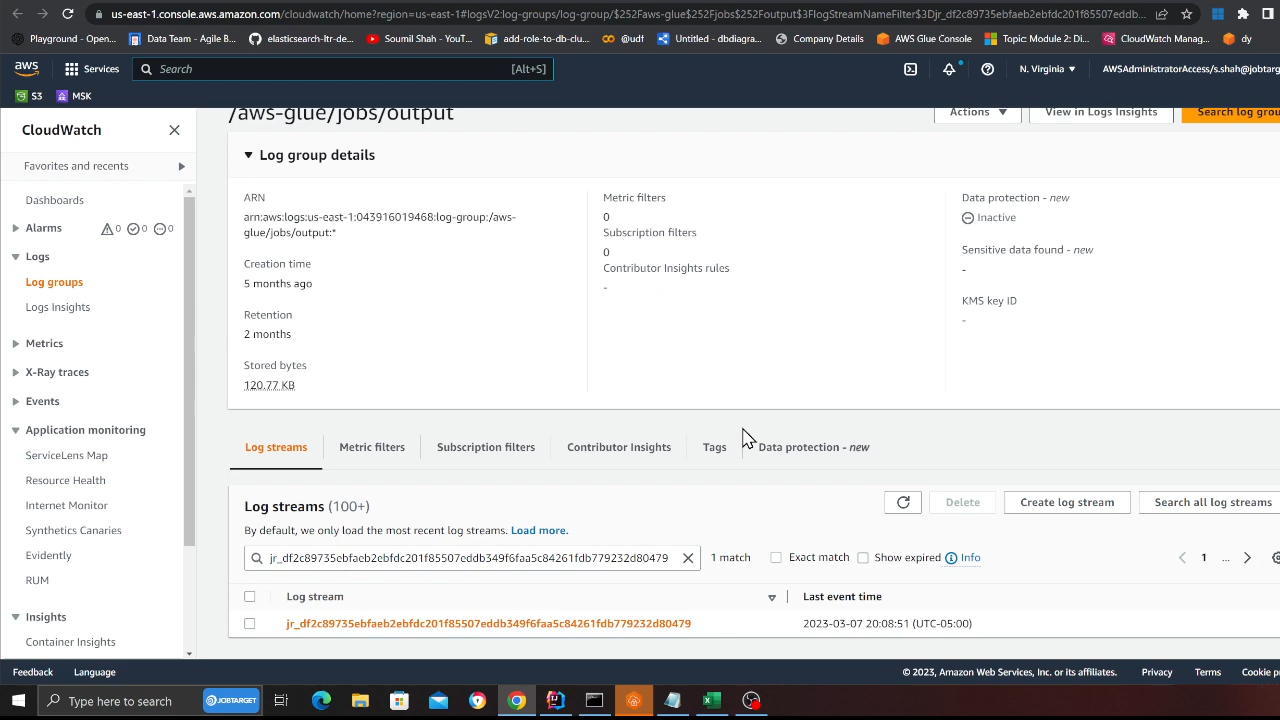 us-east-1.console.aws.amazon.com/cloudwatch/home?region=us-east-1#logsV2:log-groups/log-group/$252Faws-glue$252Fjobs$252Foutput$3FlogStreamNameFilter$3Djr_df2c89735ebfaeb2ebfdc201f85507eddb...
Playground - Open...
Data Team - Agile B...
elasticsearch-ltr-de...
Soumil Shah - YouT...
add-role-to-db-clu...
@udf
Untitled - dbdiagra...
Company Details
AWS Glue Console
Topic: Module 2: Di...
CloudWatch Manag...
dy
aws
Services
Search
[Alt+S]
N. Virginia
AWSAdministratorAccess/s.shah@jobtarge
S3
MSK
CloudWatch
Favorites and recents
Dashboards
Alarms
0
0
0
Logs
Log groups
Logs Insights
Metrics
X-Ray traces
Events
Application monitoring
ServiceLens Map
Resource Health
Internet Monitor
Synthetics Canaries
Evidently
RUM
Insights
Container Insights
/aws-glue/jobs/output
Actions
View in Logs Insights
Search log grou
Log group details
ARN
arn:aws:logs:us-east-1:043916019468:log-group:/aws-
glue/jobs/output:*
Creation time
5 months ago
Retention
2 months
Stored bytes
120.77 KB
Metric filters
0
Subscription filters
0
Contributor Insights rules
-
Data protection - new
Inactive
Sensitive data found - new
-
KMS key ID
-
Log streams
Metric filters
Subscription filters
Contributor Insights
Tags
Data protection - new
Log streams (100+)
Delete
Create log stream
Search all log streams
By default, we only load the most recent log streams. Load more.
jr_df2c89735ebfaeb2ebfdc201f85507eddb349f6faa5c84261fdb779232d80479
1 match
Exact match
Show expired
Info
1
...
Log stream
Last event time
jr_df2c89735ebfaeb2ebfdc201f85507eddb349f6faa5c84261fdb779232d80479
2023-03-07 20:08:51 (UTC-05:00)
Feedback
Language
© 2023, Amazon Web Services, Inc. or its affiliates.
Privacy
Terms
Cookie p
Type here to search
JOBTARGET